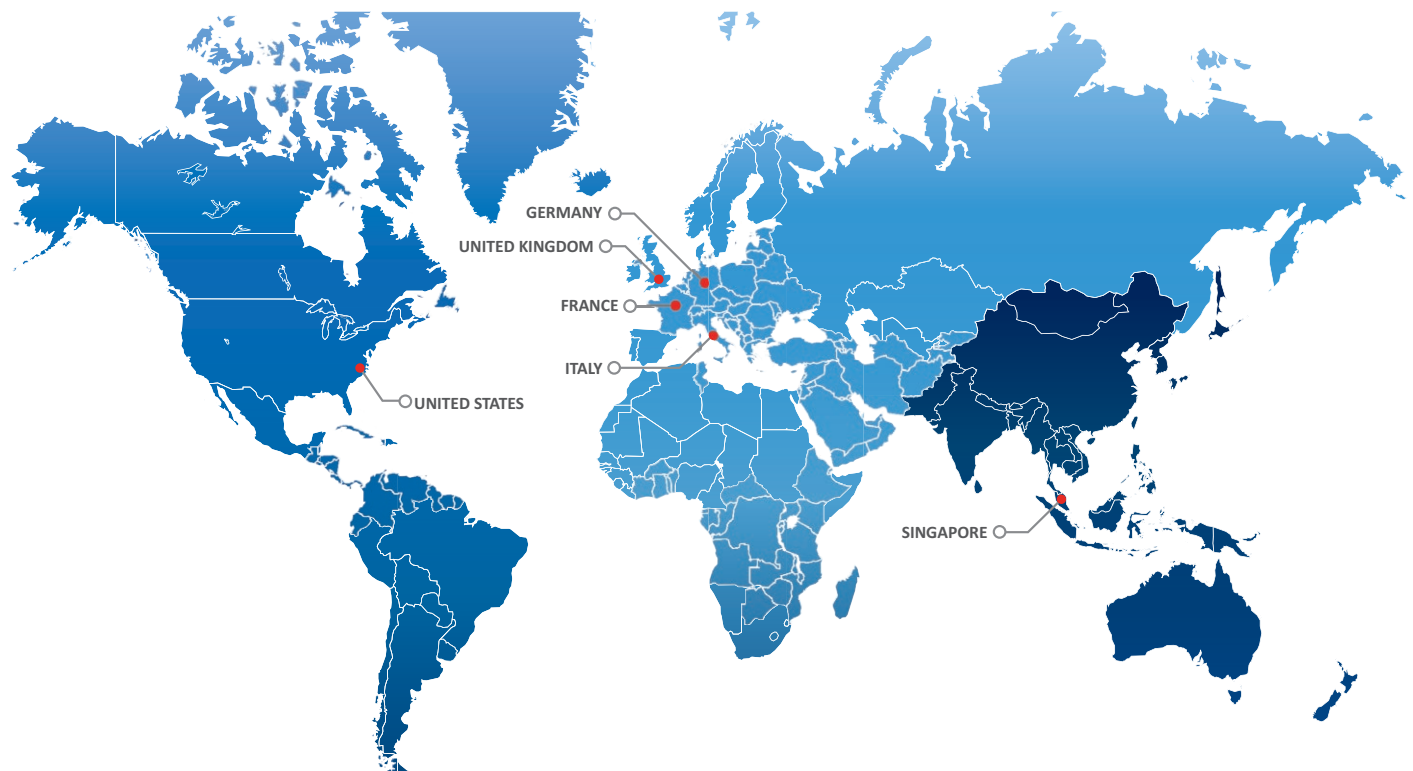 GERMANY
UNITED KINGDOM
FRANCE
ITALY
UNITED STATES
SINGAPORE